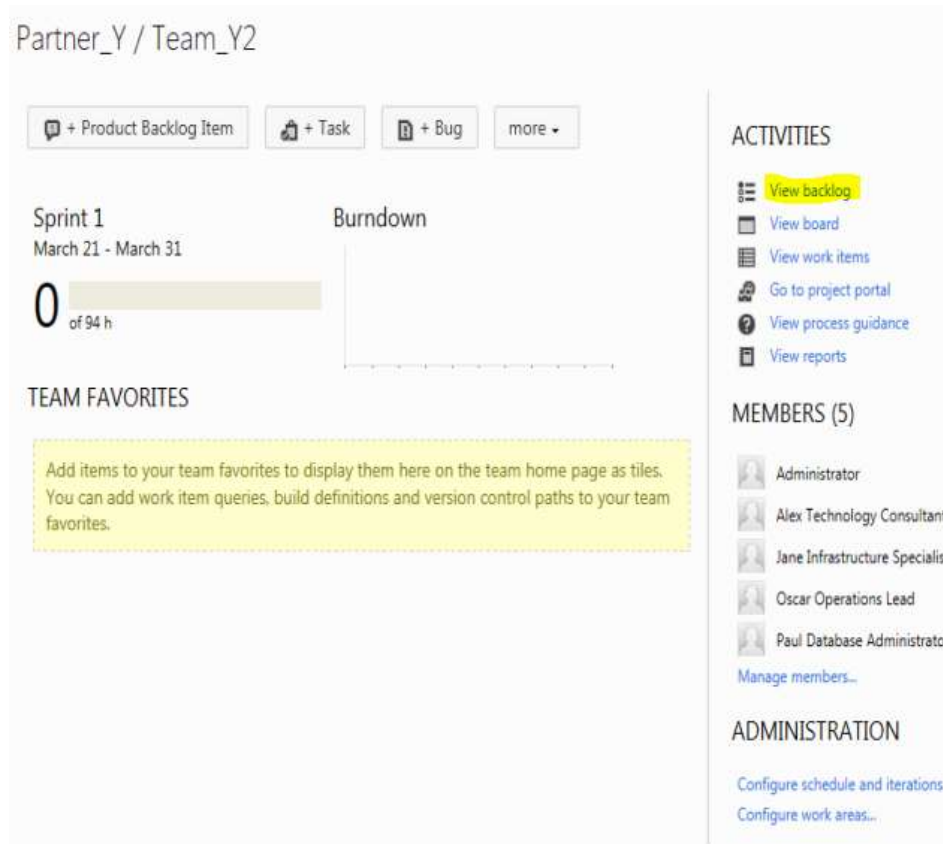 Partner_Y / Team_Y2
+ Product Backlog Item
+ Task
+ Bug
more
Sprint 1
March 21 - March 31
0
of 94 h
Burndown
TEAM FAVORITES
Add items to your team favorites to display them here on the team home page as tiles.
You can add work item queries, build definitions and version control paths to your team
favorites.
ACTIVITIES
View backlog
View board
View work items
Go to project portal
View process guidance
View reports
MEMBERS (5)
Administrator
Alex Technology Consultant
Jane Infrastructure Specialis
Oscar Operations Lead
Paul Database Administrato
Manage members...
ADMINISTRATION
Configure schedule and iterations
Configure work areas...